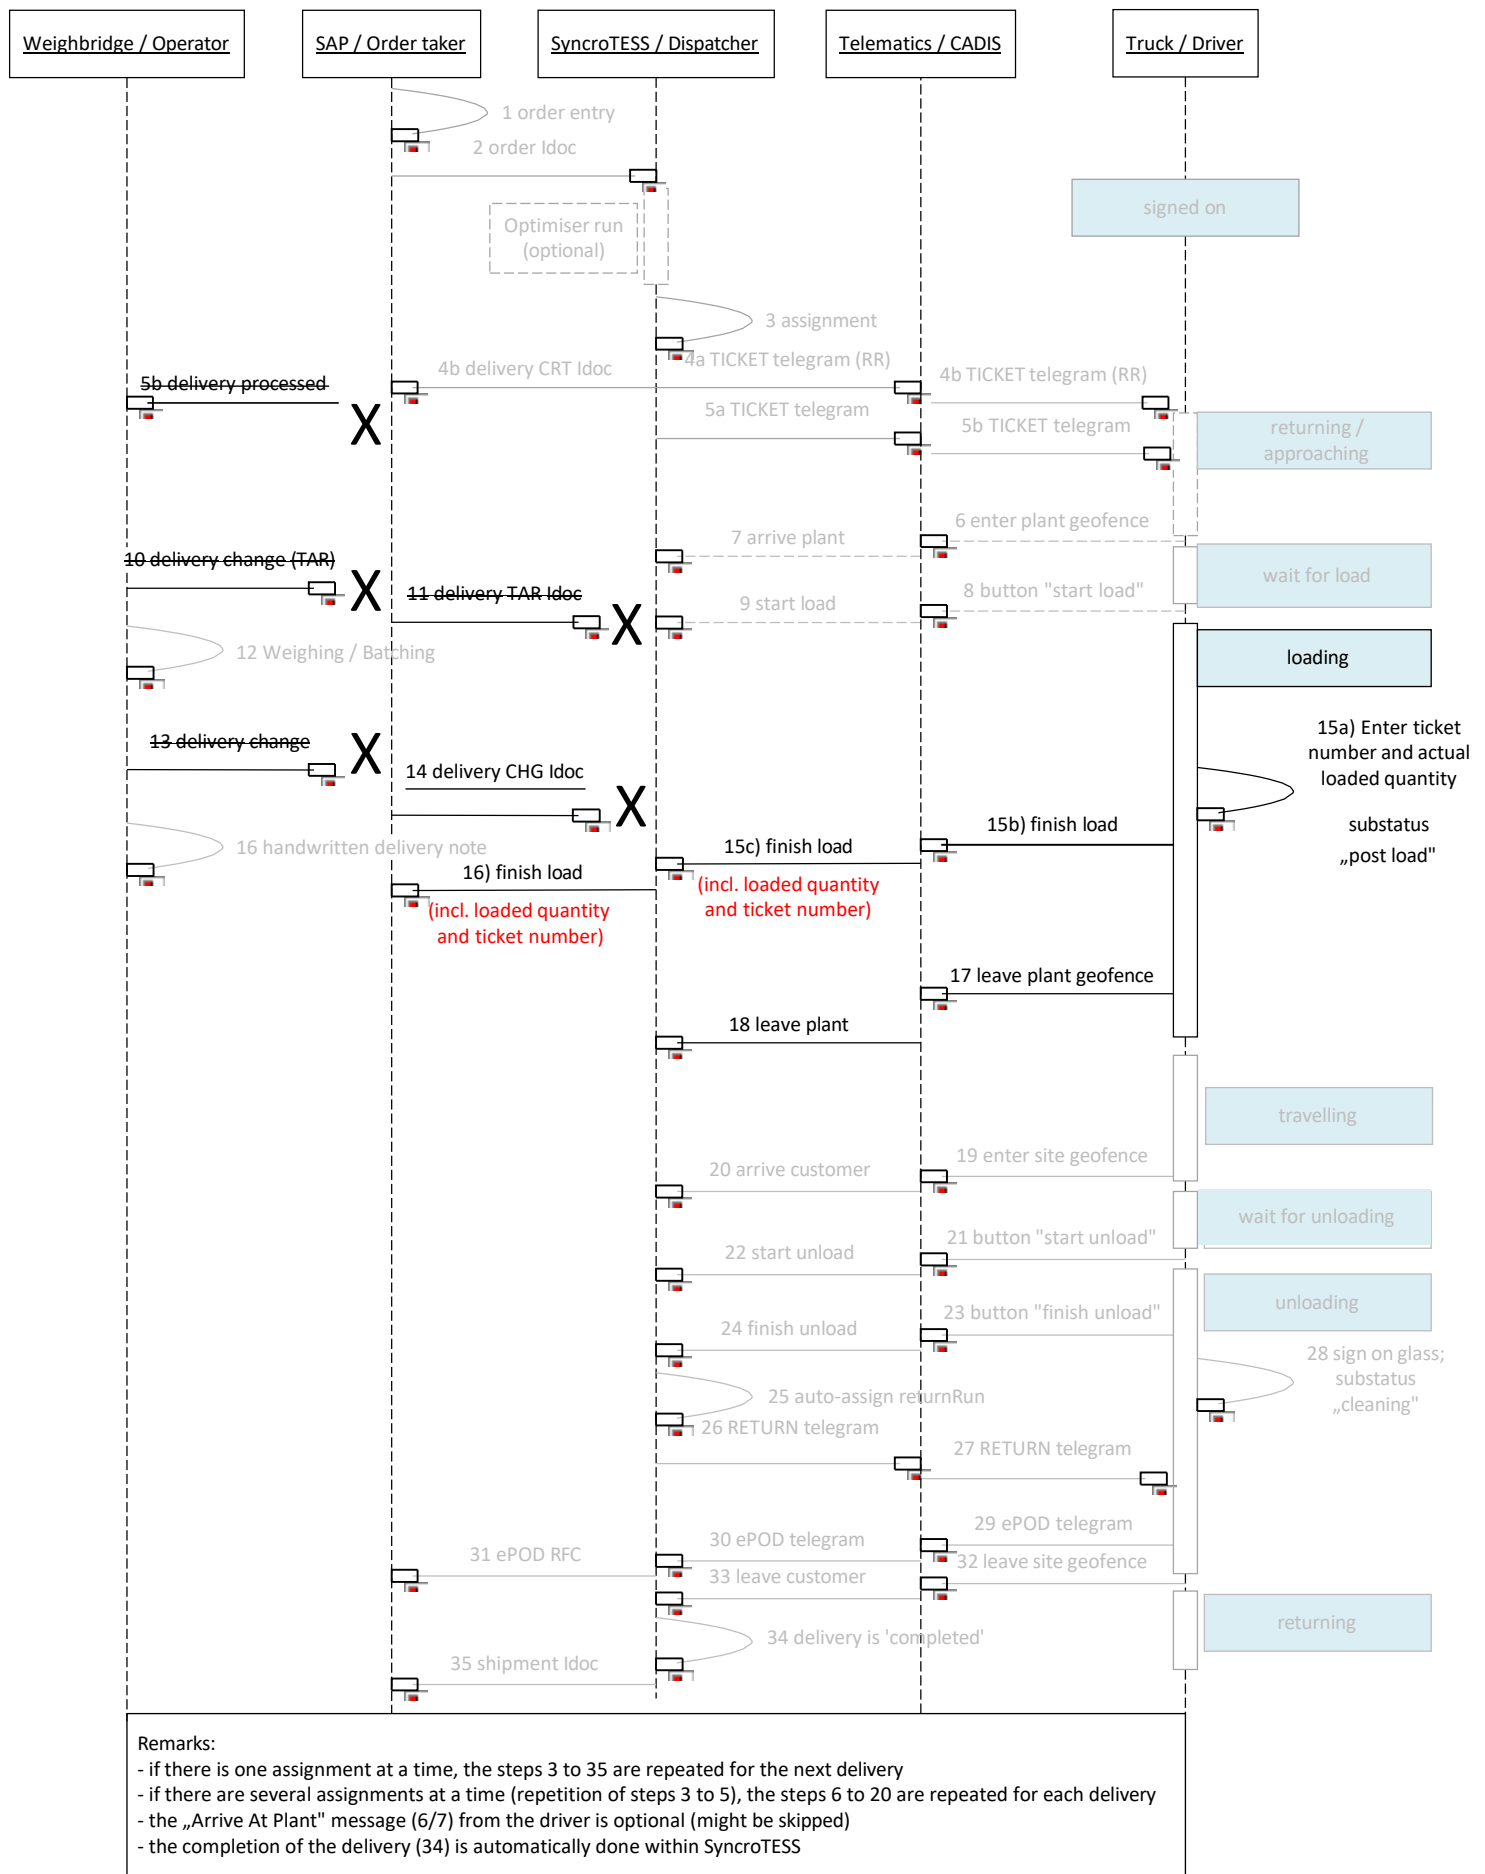 Weighbridge / Operator
SAP / Order taker
SyncroTESS / Dispatcher
Telematics / CADIS
Truck / Driver
1 order entry
2 order Idoc
signed on
Optimiser run
(optional)
3 assignment
4a TICKET telegram (RR)
4b delivery CRT Idoc
4b TICKET telegram (RR)
5b delivery processed
X
5a TICKET telegram
5b TICKET telegram
returning /
approaching
6 enter plant geofence
7 arrive plant
10 delivery change (TAR)
X
wait for load
11 delivery TAR Idoc
X
9 start load
8 button "start load"
12 Weighing / Batching
loading
13 delivery change
X
15a) Enter ticket
number and actual
loaded quantity
14 delivery CHG Idoc
X
15b) finish load
substatus
„post load"
16 handwritten delivery note
15c) finish load
(incl. loaded quantity
and ticket number)
16) finish load
(incl. loaded quantity
and ticket number)
17 leave plant geofence
18 leave plant
travelling
19 enter site geofence
20 arrive customer
wait for unloading
21 button "start unload"
22 start unload
unloading
23 button "finish unload"
24 finish unload
28 sign on glass;
substatus
„cleaning"
25 auto-assign returnRun
26 RETURN telegram
27 RETURN telegram
29 ePOD telegram
30 ePOD telegram
31 ePOD RFC
32 leave site geofence
33 leave customer
returning
34 delivery is 'completed'
35 shipment Idoc
Remarks:
- if there is one assignment at a time, the steps 3 to 35 are repeated for the next delivery
- if there are several assignments at a time (repetition of steps 3 to 5), the steps 6 to 20 are repeated for each delivery
- the „Arrive At Plant" message (6/7) from the driver is optional (might be skipped)
- the completion of the delivery (34) is automatically done within SyncroTESS